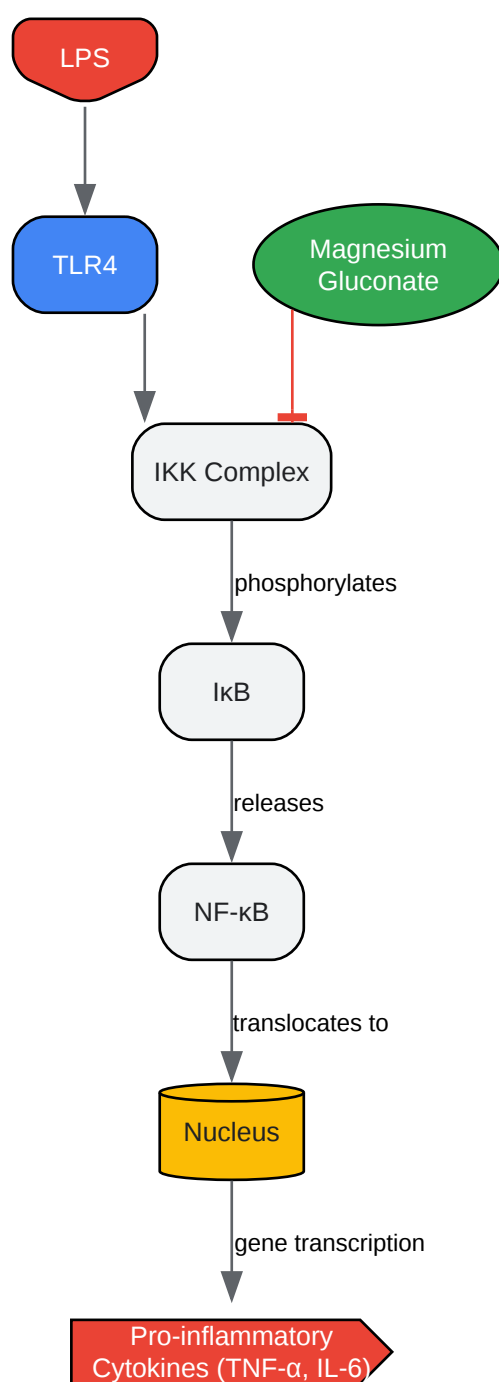 LPS
TLR4
Magnesium
Gluconate
IKK Complex
phosphorylates
IκB
releases
NF-κB
translocates to
Nucleus
gene transcription
Pro-inflammatory
Cytokines (TNF-α, IL-6)